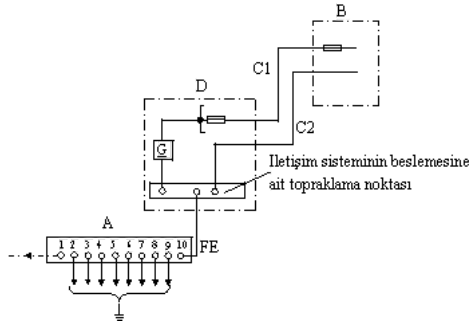 B
C1
D
C2
G
Iletişim sisteminin beslemesine
ait topraklama noktası
A
1 2 3 4 5 6 7 8 9 10
FE